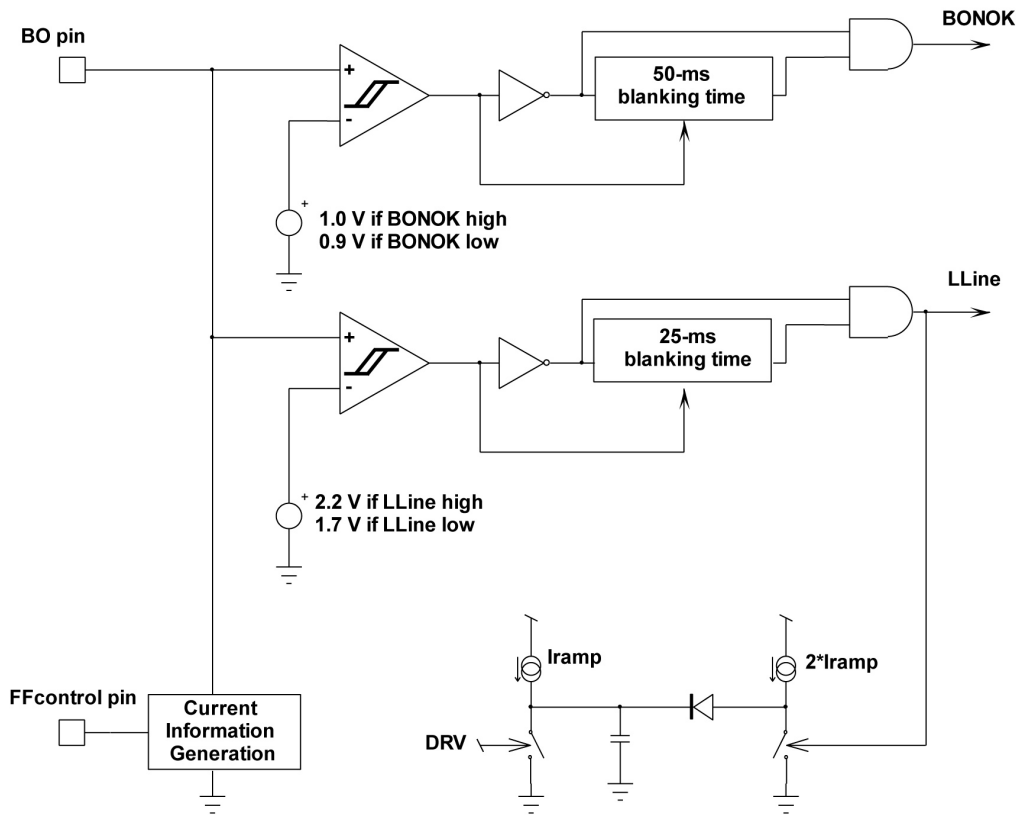 BONOK
BO pin
+
-
50-ms
blanking time
+
1.0 V if BONOK high
0.9 V if BONOK low
LLine
+
-
25-ms
blanking time
+
2.2 V if LLine high
1.7 V if LLine low
Iramp
2*Iramp
FFcontrol pin
Current
Information
Generation
DRV